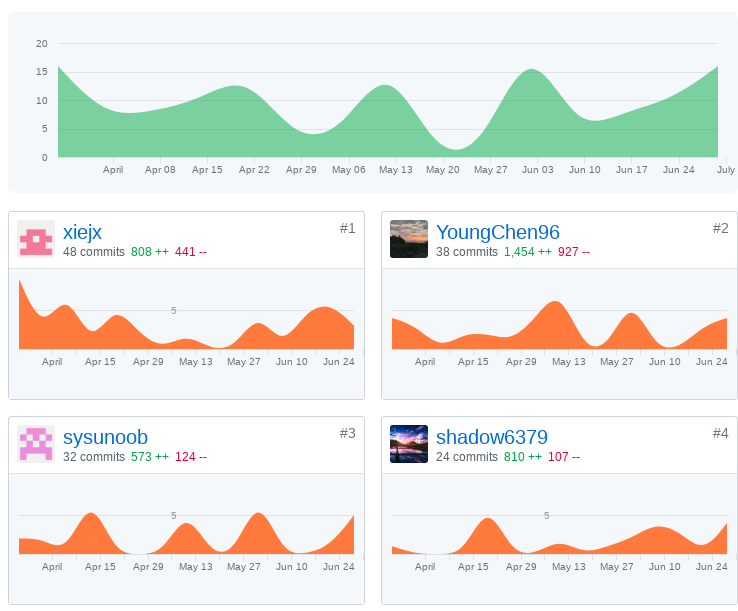 20
15
10
5
0
April Apr 08 Apr 15 Apr 22 Apr 29 May 06 May 13 May 20 May 27 Jun 03 Jun 10 Jun 17 Jun 24 July
xiejx #1
48 commits 808 ++ 441 --
5
April Apr 15 Apr 29 May 13 May 27 Jun 10 Jun 24
YoungChen96 #2
38 commits 1,454 ++ 927 --
5
April Apr 15 Apr 29 May 13 May 27 Jun 10 Jun 24
sysunoob #3
32 commits 573 ++ 124 --
5
April Apr 15 Apr 29 May 13 May 27 Jun 10 Jun 24
shadow6379 #4
24 commits 810 ++ 107 --
5
April Apr 15 Apr 29 May 13 May 27 Jun 10 Jun 24